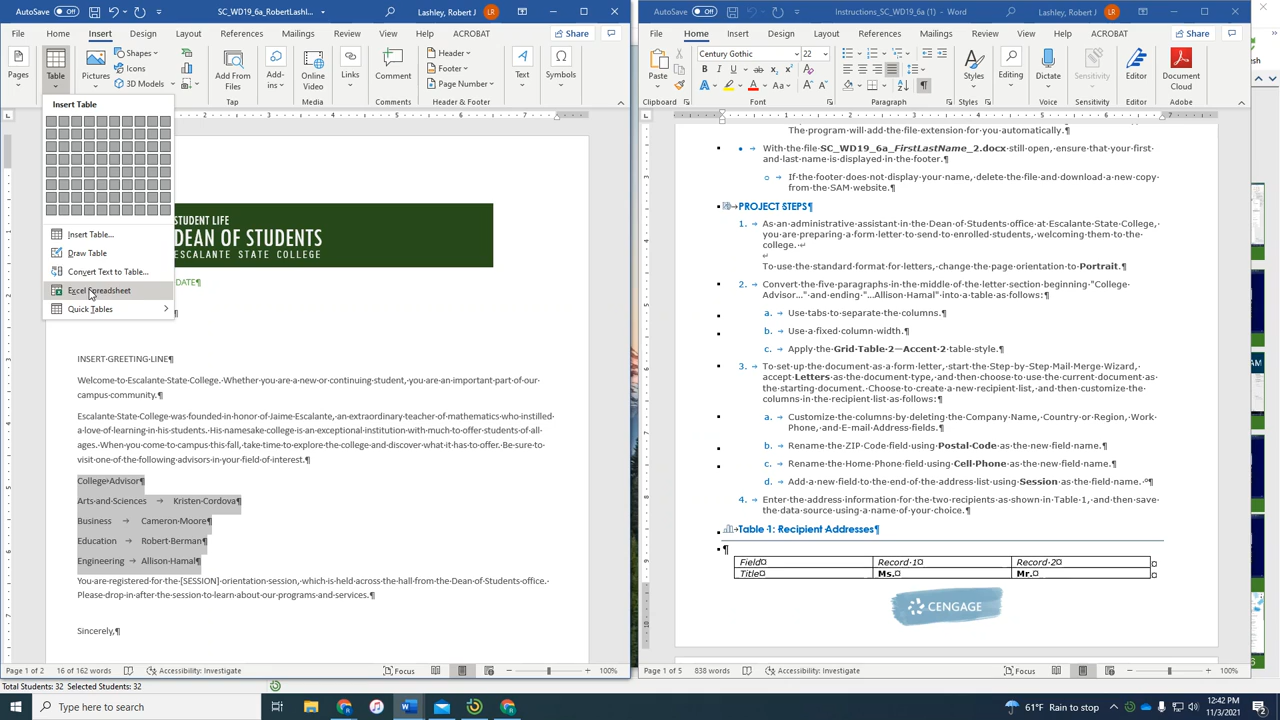 AutoSave Off SC_WD19_6a_RobertLashl... Lashley, Robert J RL
File Home Insert Design Layout References Mailings Review View Help ACROBAT Share
Pages Table Pictures Shapes Icons 3D Models Add From Files Add-ins Online Video Links Comment Header Footer Page Number Text Symbols
Tap Media Comments Header & Footer
Insert Table
Insert Table...
Draw Table
Convert Text to Table...
Excel Spreadsheet
Quick Tables
STUDENT LIFE
DEAN OF STUDENTS
ESCALANTE STATE COLLEGE
DATE¶
INSERT·GREETING·LINE¶
Welcome·to·Escalante·State·College.·Whether·you·are·a·new·or·continuing·student,·you·are·an·important·part·of·our·
campus·community.¶
Escalante·State·College·was·founded·in·honor·of·Jaime·Escalante,·an·extraordinary·teacher·of·mathematics·who·instilled·
a·love·of·learning·in·his·students.·His·namesake·college·is·an·exceptional·institution·with·much·to·offer·students·of·all·
ages.·When·you·come·to·campus·this·fall,·take·time·to·explore·the·college·and·discover·what·it·has·to·offer.·Be·sure·to·
visit·one·of·the·following·advisors·in·your·field·of·interest.¶
College→Advisor¶
Arts·and·Sciences → Kristen·Cordova¶
Business → Cameron·Moore¶
Education → Robert·Berman¶
Engineering → Allison·Hamal¶
You·are·registered·for·the·[SESSION]·orientation·session,·which·is·held·across·the·hall·from·the·Dean·of·Students·office.·
Please·drop·in·after·the·session·to·learn·about·our·programs·and·services.¶
Sincerely,¶
Page 1 of 2 16 of 162 words Accessibility: Investigate Focus 100%
Total Students: 32 Selected Students: 32
AutoSave Off Instructions_SC_WD19_6a (1) Lashley, Robert J LR
File Home Insert Design Layout References Mailings Review View Help ACROBAT Share
Paste Century Gothic 22 Styles Editing Dictate Sensitivity Editor Document Cloud
Clipboard Font Paragraph Styles Voice Sensitivity Editor Adobe
The·program·will·add·the·file·extension·for·you·automatically.¶
• → With·the·file·SC_WD19_6a_FirstLastName_2.docx·still·open,·ensure·that·your·first·
and·last·name·is·displayed·in·the·footer.¶
o → If·the·footer·does·not·display·your·name,·delete·the·file·and·download·a·new·copy·
from·the·SAM·website.¶
PROJECT STEPS¶
1. → As·an·administrative·assistant·in·the·Dean·of·Students·office·at·Escalante·State·College,·
you·are·preparing·a·form·letter·to·send·to·enrolled·students,·welcoming·them·to·the·
college.·↵
↵
To·use·the·standard·format·for·letters,·change·the·page·orientation·to·Portrait.¶
2. → Convert·the·five·paragraphs·in·the·middle·of·the·letter·section·beginning·"College·
Advisor..."·and·ending·"...Allison·Hamal"·into·a·table·as·follows:¶
a. → Use·tabs·to·separate·the·columns.¶
b. → Use·a·fixed·column·width.¶
c. → Apply·the·Grid·Table·2·—·Accent·2·table·style.¶
3. → To·set·up·the·document·as·a·form·letter,·start·the·Step-by-Step·Mail·Merge·Wizard,·
accept·Letters·as·the·document·type,·and·then·choose·to·use·the·current·document·as·
the·starting·document.·Choose·to·create·a·new·recipient·list,·and·then·customize·the·
columns·in·the·recipient·list·as·follows:¶
a. → Customize·the·columns·by·deleting·the·Company·Name,·Country·or·Region,·Work·
Phone,·and·E-mail·Address·fields.¶
b. → Rename·the·ZIP·Code·field·using·Postal·Code·as·the·new·field·name.¶
c. → Rename·the·Home·Phone·field·using·Cell·Phone·as·the·new·field·name.¶
d. → Add·a·new·field·to·the·end·of·the·address·list·using·Session·as·the·field·name.·°¶
4. → Enter·the·address·information·for·the·two·recipients·as·shown·in·Table·1,·and·then·save·
the·data·source·using·a·name·of·your·choice.¶
Table·1:·Recipient·Addresses¶
¶
Field¤ Record·1¤ Record·2¤
Title¤ Ms.¤ Mr.¤
CENGAGE
Page 1 of 5 838 words Accessibility: Investigate Focus 100%
Type here to search 61°F Rain to stop 12:42 PM
11/3/2021